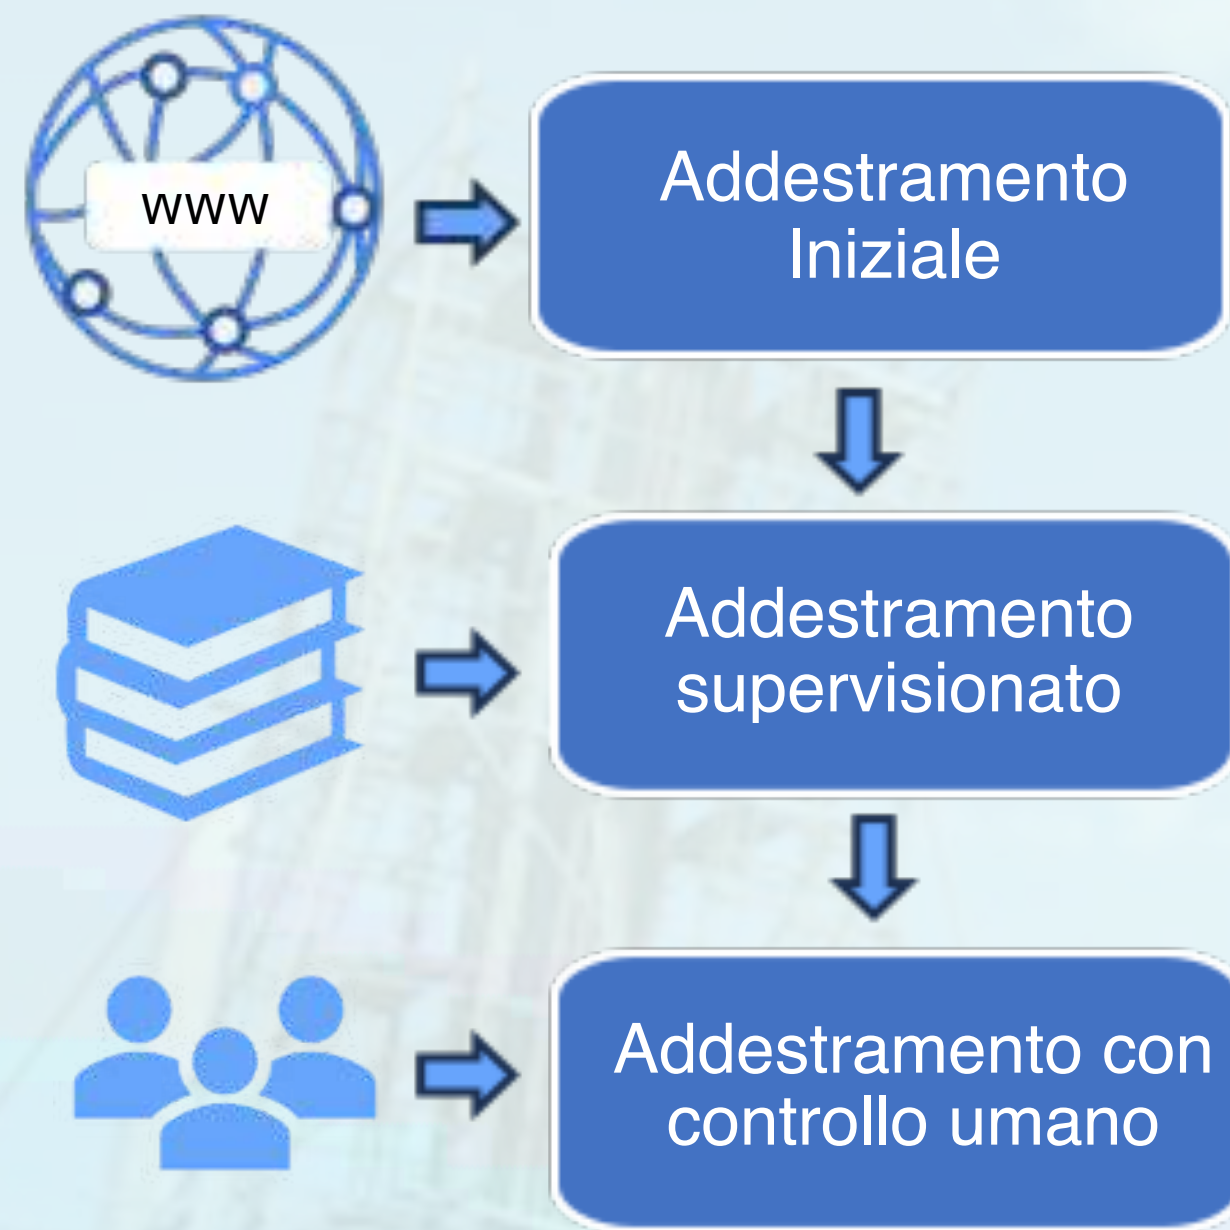 www
Addestramento
Iniziale
Addestramento
supervisionato
Addestramento con
controllo umano